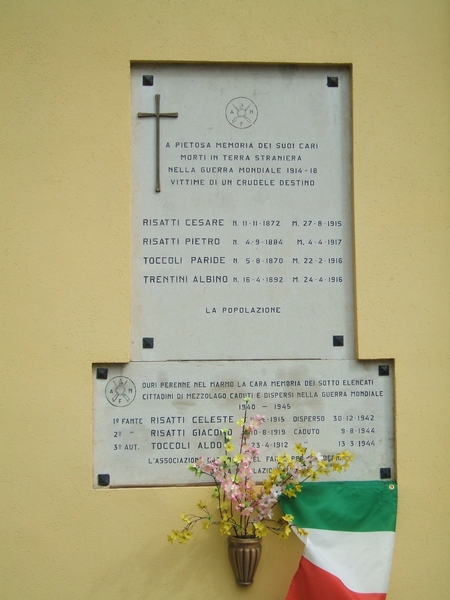 A PIETOSA MEMORIA DEI SUOI CARI
MORTI IN TERRA STRANIERA
NELLA GUERRA MONDIALE 1914-18
VITTIME DI UN CRUDELE DESTINO
RISATTI CESARE N. 11-11-1872 M. 27-8-1915
RISATTI PIETRO N. 4-9-1884 M. 4-4-1917
TOCCOLI PARIDE N. 5-8-1870 M. 22-2-1916
TRENTINI ALBINO N. 16-4-1892 M. 24-4-1916
LA POPOLAZIONE
DURI PERENNE NEL MARMO LA CARA MEMORIA DEI SOTTO ELENCATI
CITTADINI DI MEZZOLAGO CADUTI E DISPERSI NELLA GUERRA MONDIALE
1940 - 1945
1º FANTE RISATTI CELESTE 1915 DISPERSO 30-12-1942
2º " RISATTI GIACOMO 1919 CADUTO 9-8-1944
3º AUT. TOCCOLI ALDO 23-4-1912 " 13-3-1944
L'ASSOCIAZIONE DEL